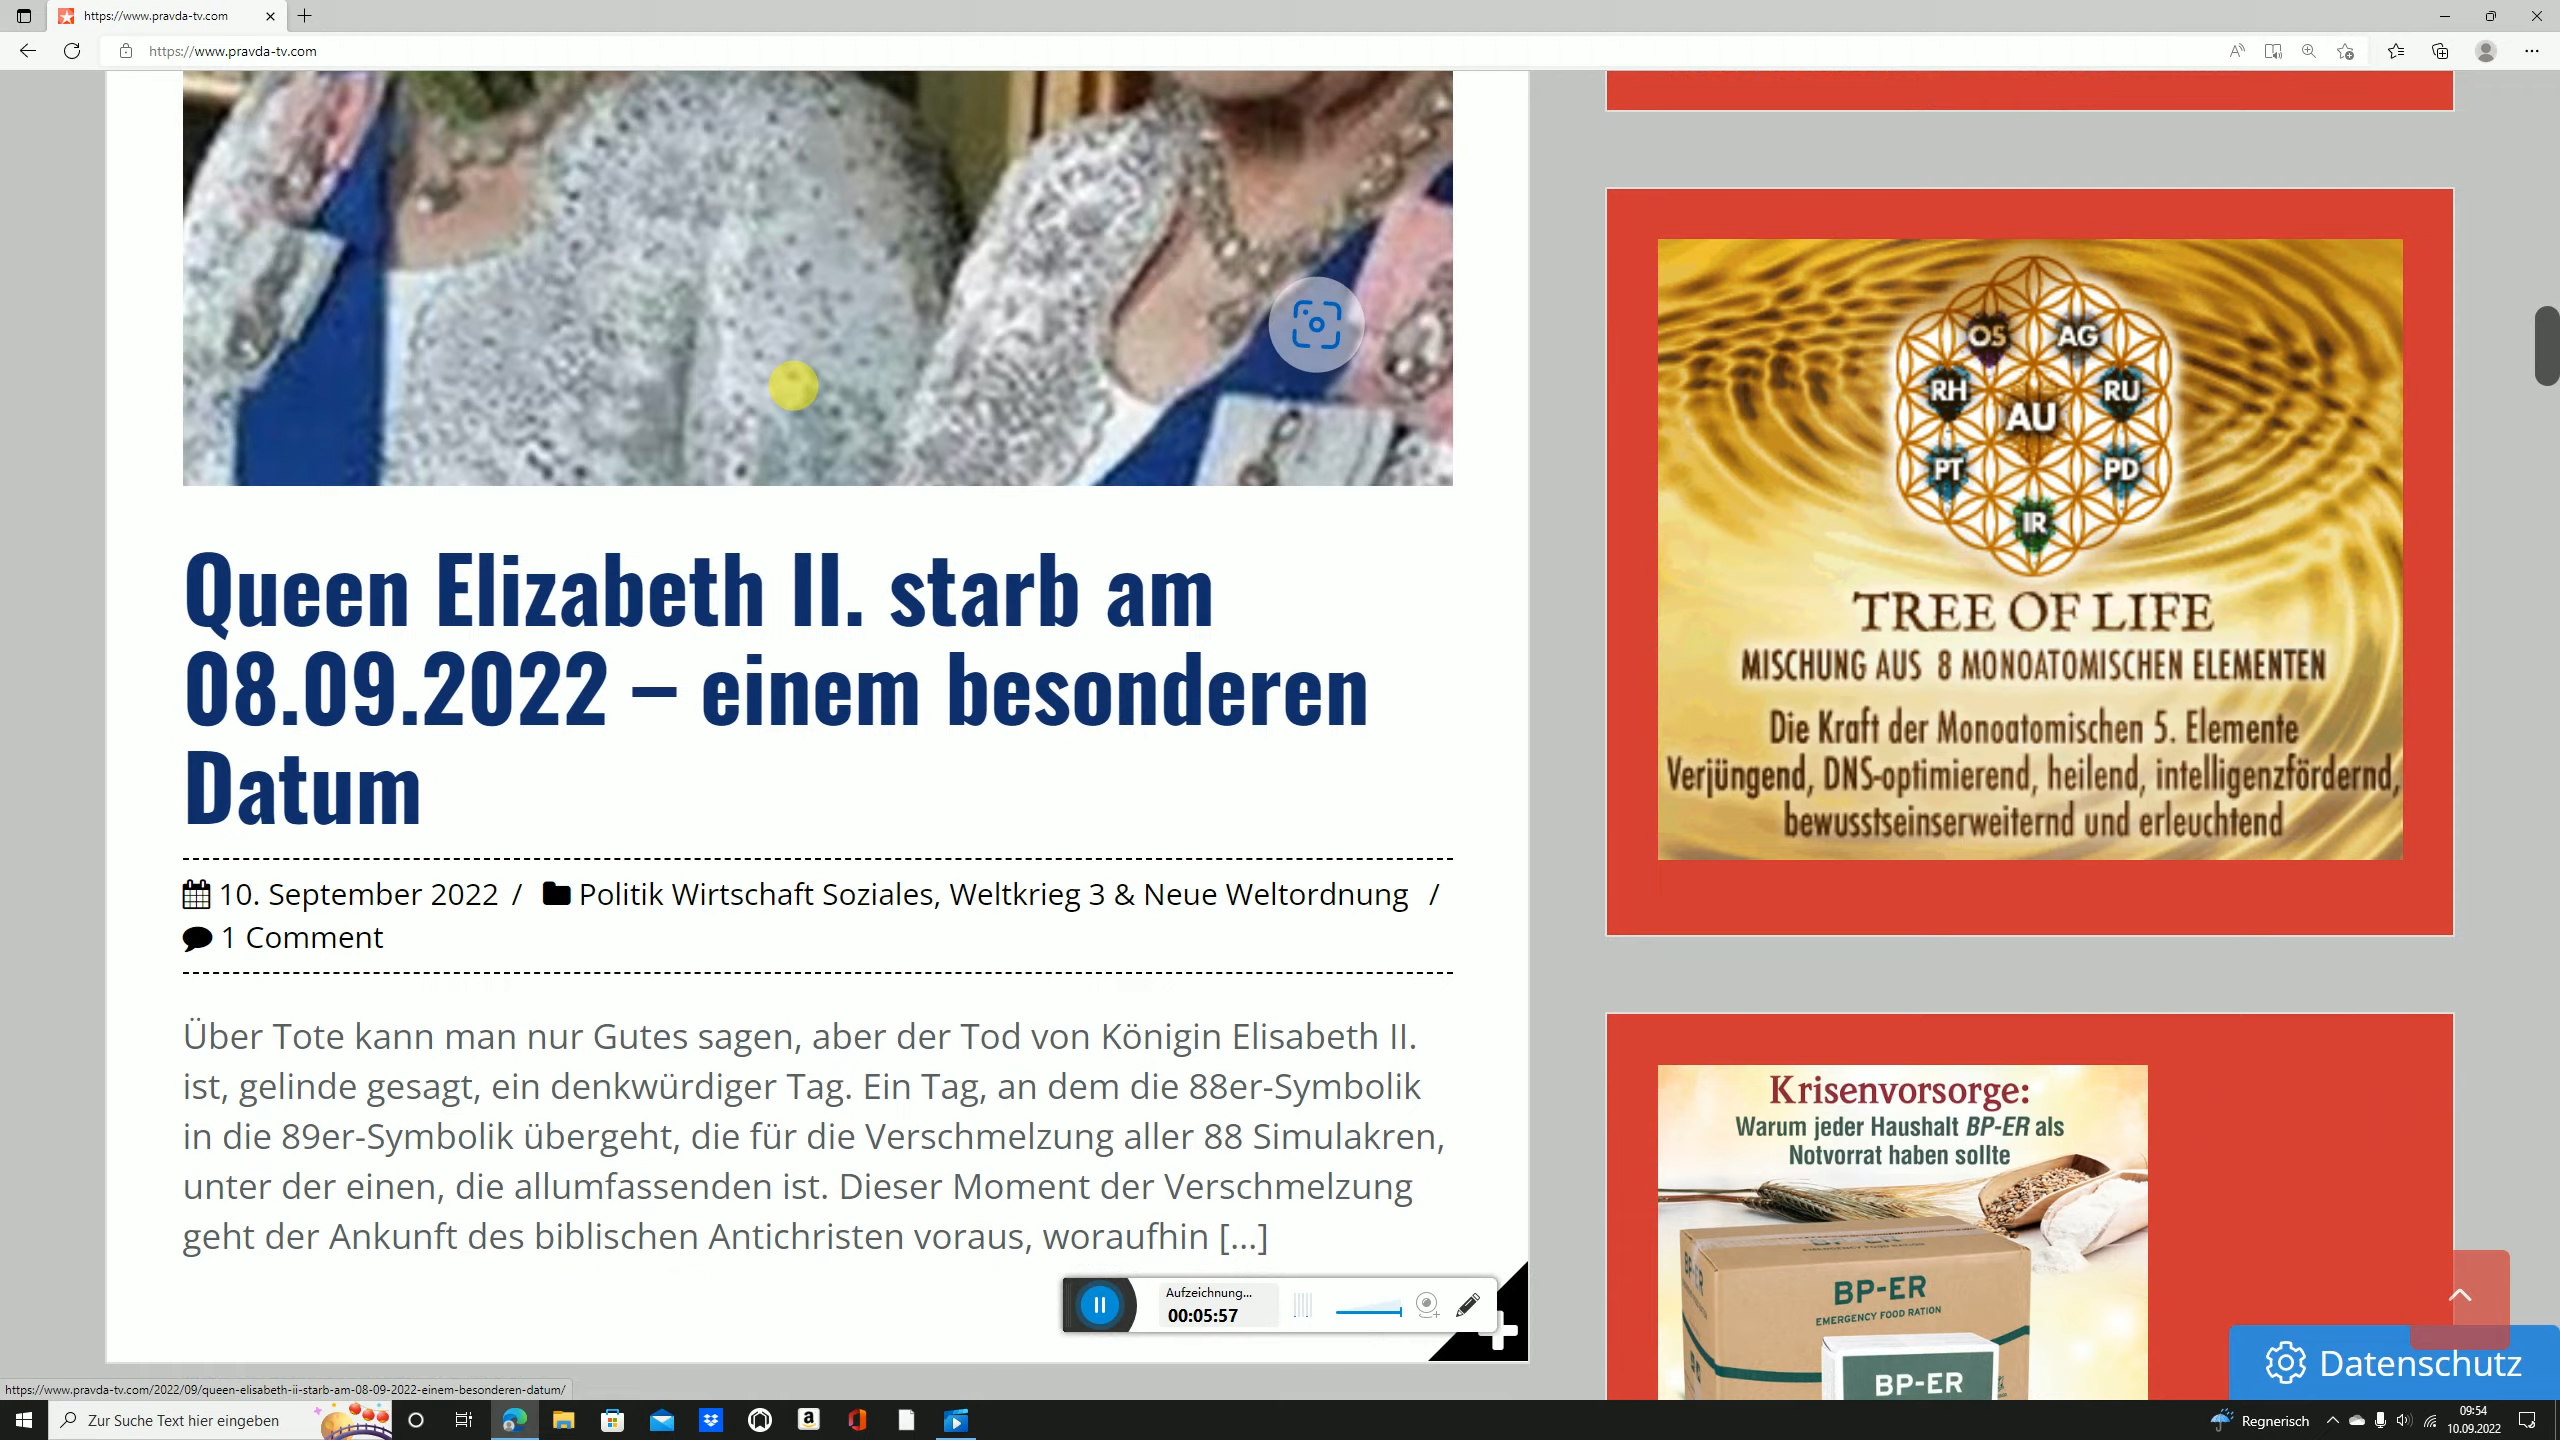 https://www.pravda-tv.com
https://www.pravda-tv.com
Queen Elizabeth II. starb am
08.09.2022 – einem besonderen
Datum
10. September 2022 / Politik Wirtschaft Soziales, Weltkrieg 3 & Neue Weltordnung /
1 Comment
Über Tote kann man nur Gutes sagen, aber der Tod von Königin Elisabeth II.
ist, gelinde gesagt, ein denkwürdiger Tag. Ein Tag, an dem die 88er-Symbolik
in die 89er-Symbolik übergeht, die für die Verschmelzung aller 88 Simulakren,
unter der einen, die allumfassenden ist. Dieser Moment der Verschmelzung
geht der Ankunft des biblischen Antichristen voraus, woraufhin [...]
OS AG
RH RU
AU
PT PD
IR
TREE OF LIFE
MISCHUNG AUS 8 MONOATOMISCHEN ELEMENTEN
Die Kraft der Monoatomischen 5. Elemente
Verjüngend, DNS-optimierend, heilend, intelligenzfördernd,
bewusstseinserweiternd und erleuchtend
Krisenvorsorge:
Warum jeder Haushalt BP-ER als
Notvorrat haben sollte
BP-ER
BP-ER
EMERGENCY FOOD RATION
BP-ER
Aufzeichnung...
00:05:57
Datenschutz
https://www.pravda-tv.com/2022/09/queen-elisabeth-ii-starb-am-08-09-2022-einem-besonderen-datum/
Zur Suche Text hier eingeben
Regnerisch
09:54
10.09.2022